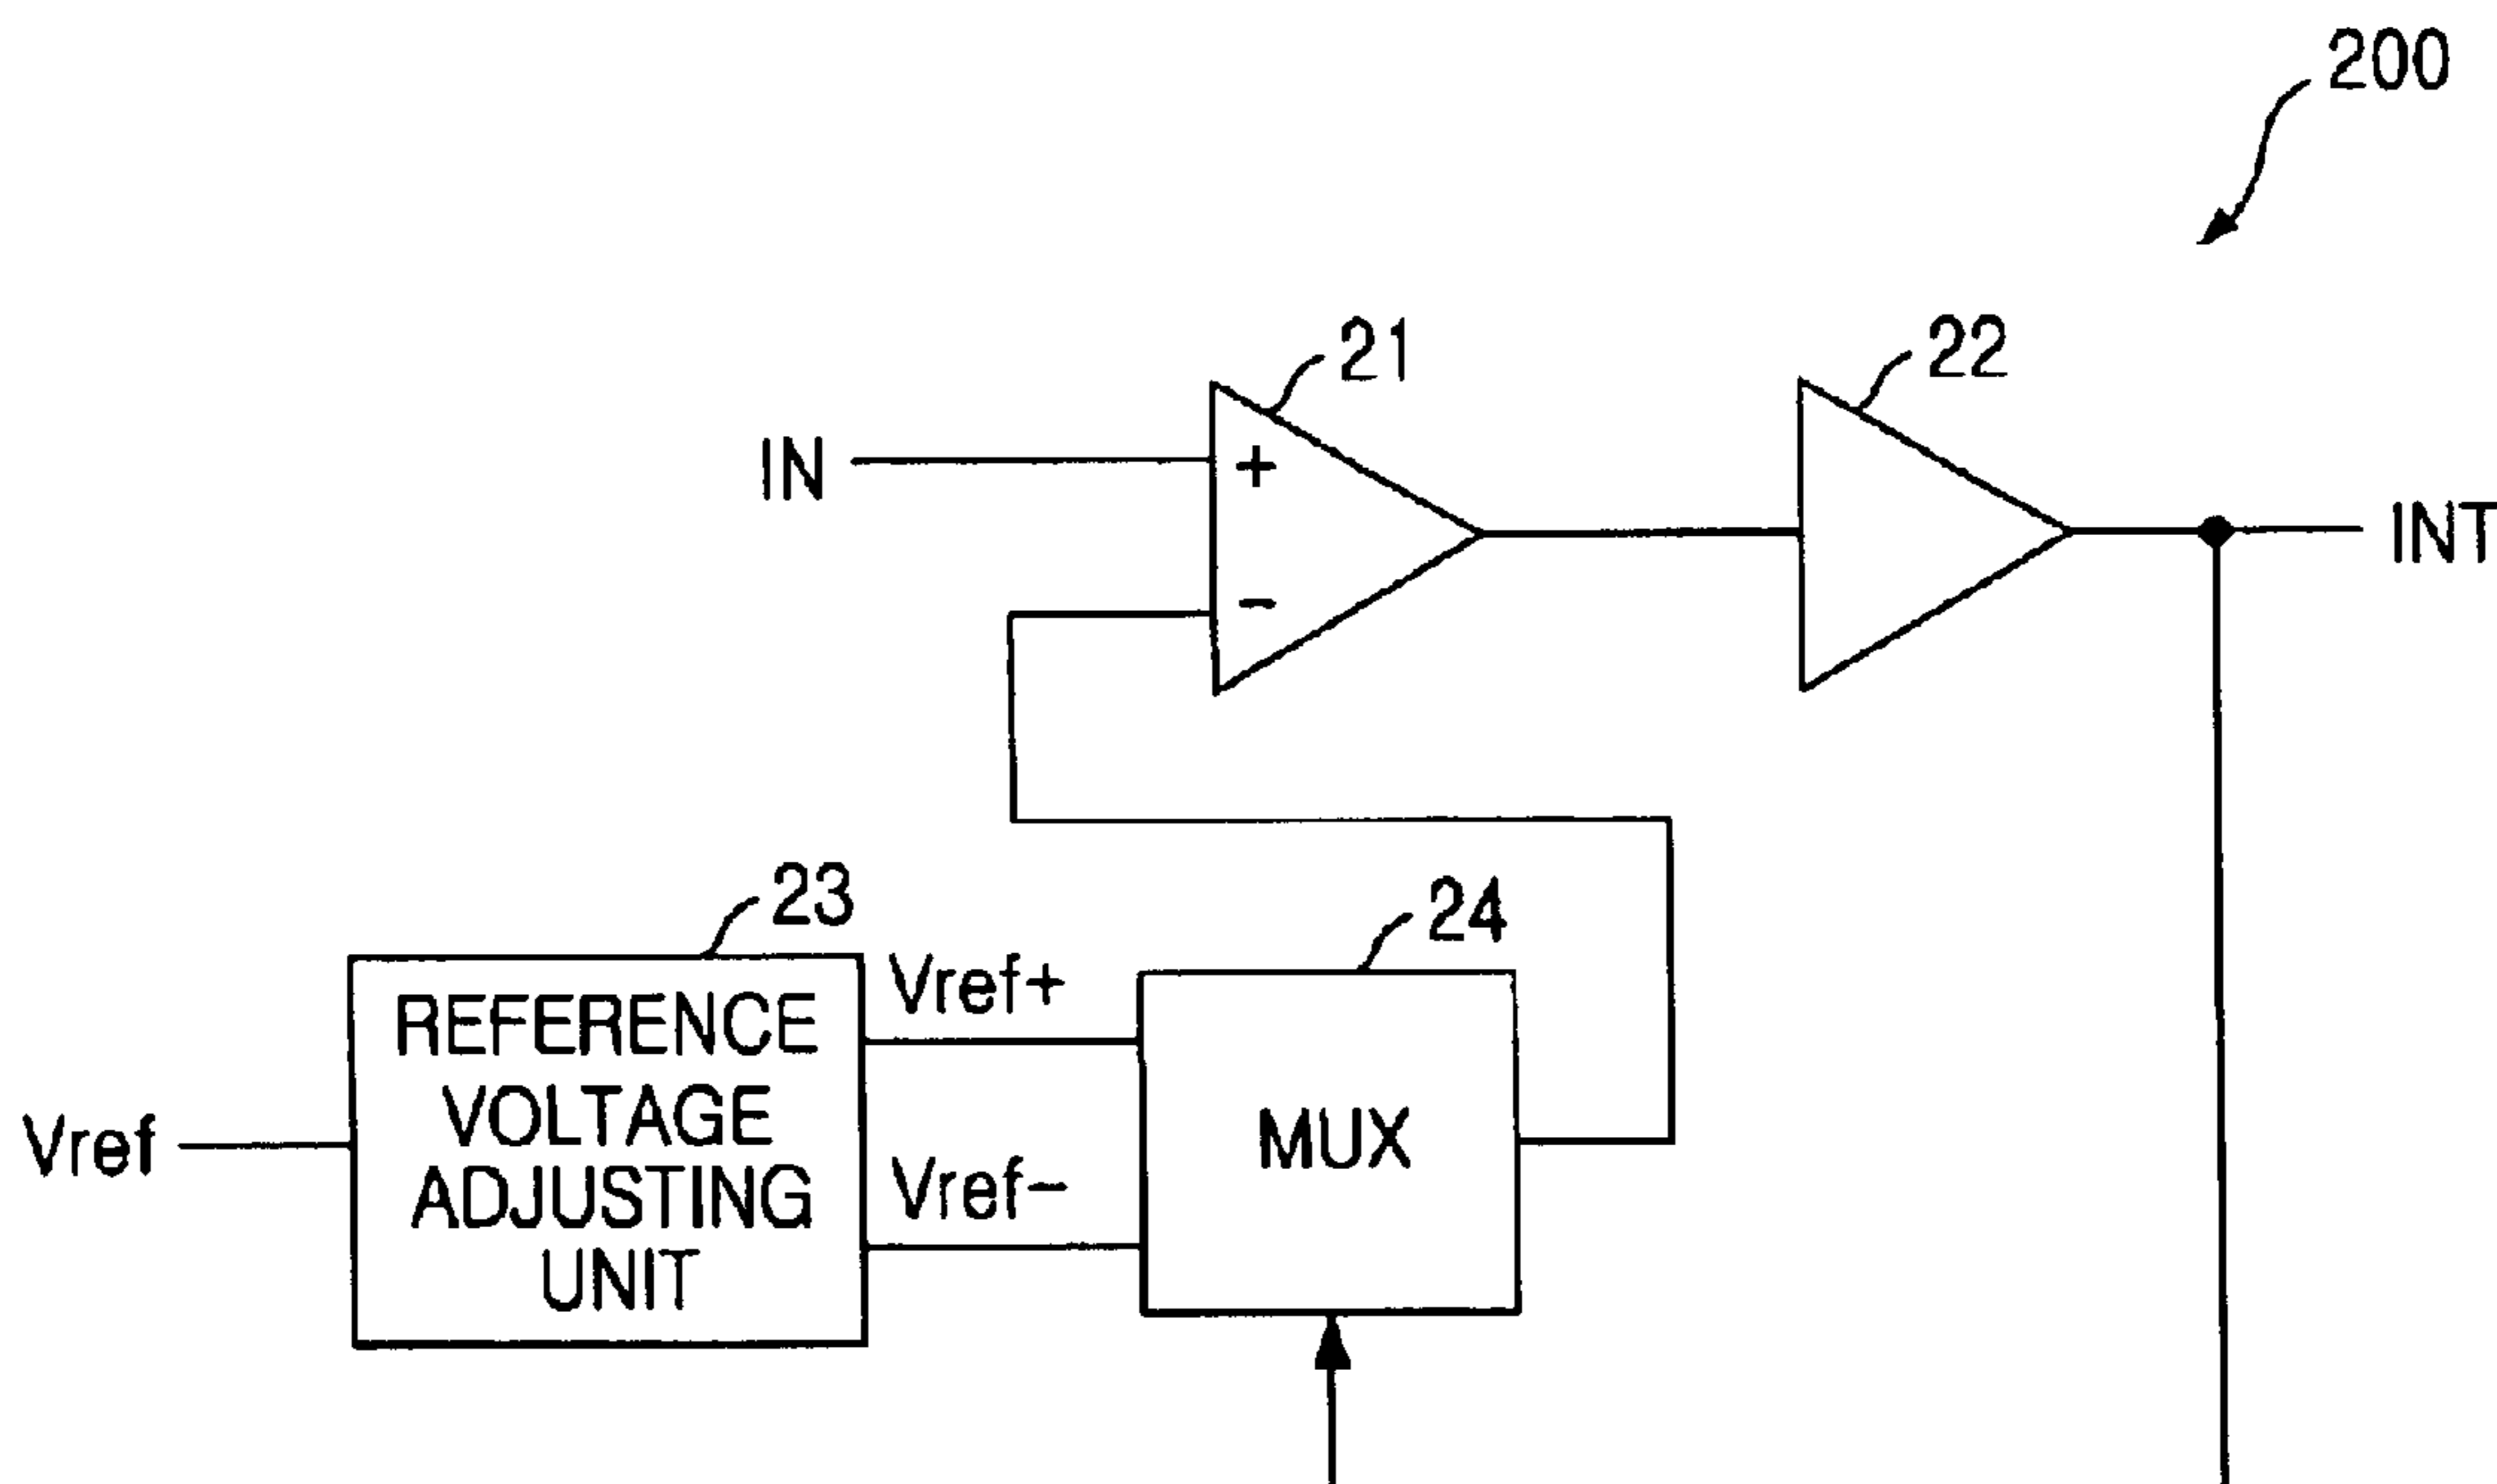 200
21
22
IN
+
INT
-
23
24
Vref+
REFERENCE
VOLTAGE
ADJUSTING
UNIT
MUX
Vref
Vref-